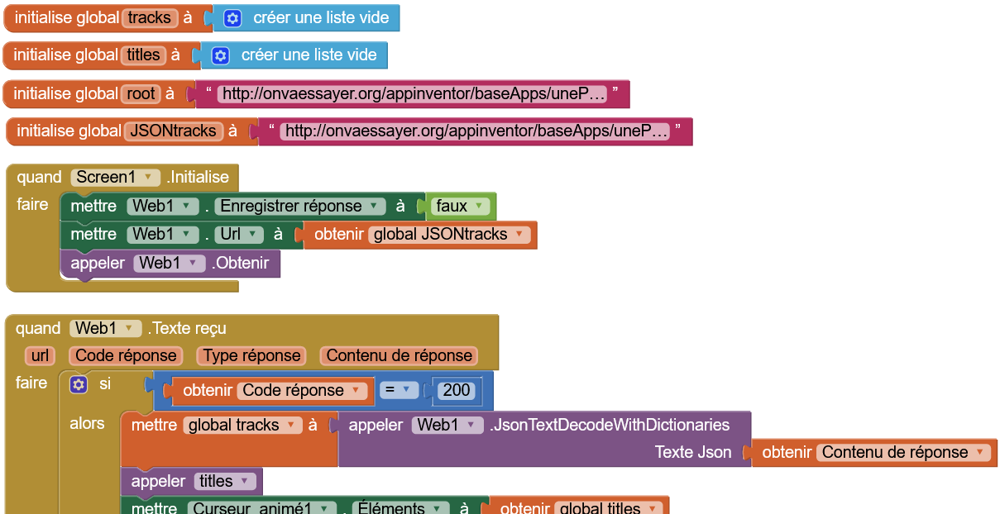 initialise global tracks à créer une liste vide
initialise global titles à créer une liste vide
initialise global root à “ http://onvaessayer.org/appinventor/baseApps/uneP… ”
initialise global JSONtracks à “ http://onvaessayer.org/appinventor/baseApps/uneP… ”
quand Screen1 .Initialise
faire mettre Web1 . Enregistrer réponse à faux
mettre Web1 . Url à obtenir global JSONtracks
appeler Web1 .Obtenir
quand Web1 .Texte reçu
url Code réponse Type réponse Contenu de réponse
faire si obtenir Code réponse = 200
alors mettre global tracks à appeler Web1 .JsonTextDecodeWithDictionaries
Texte Json obtenir Contenu de réponse
appeler titles
mettre Curseur_animé1 . Éléments à obtenir global titles